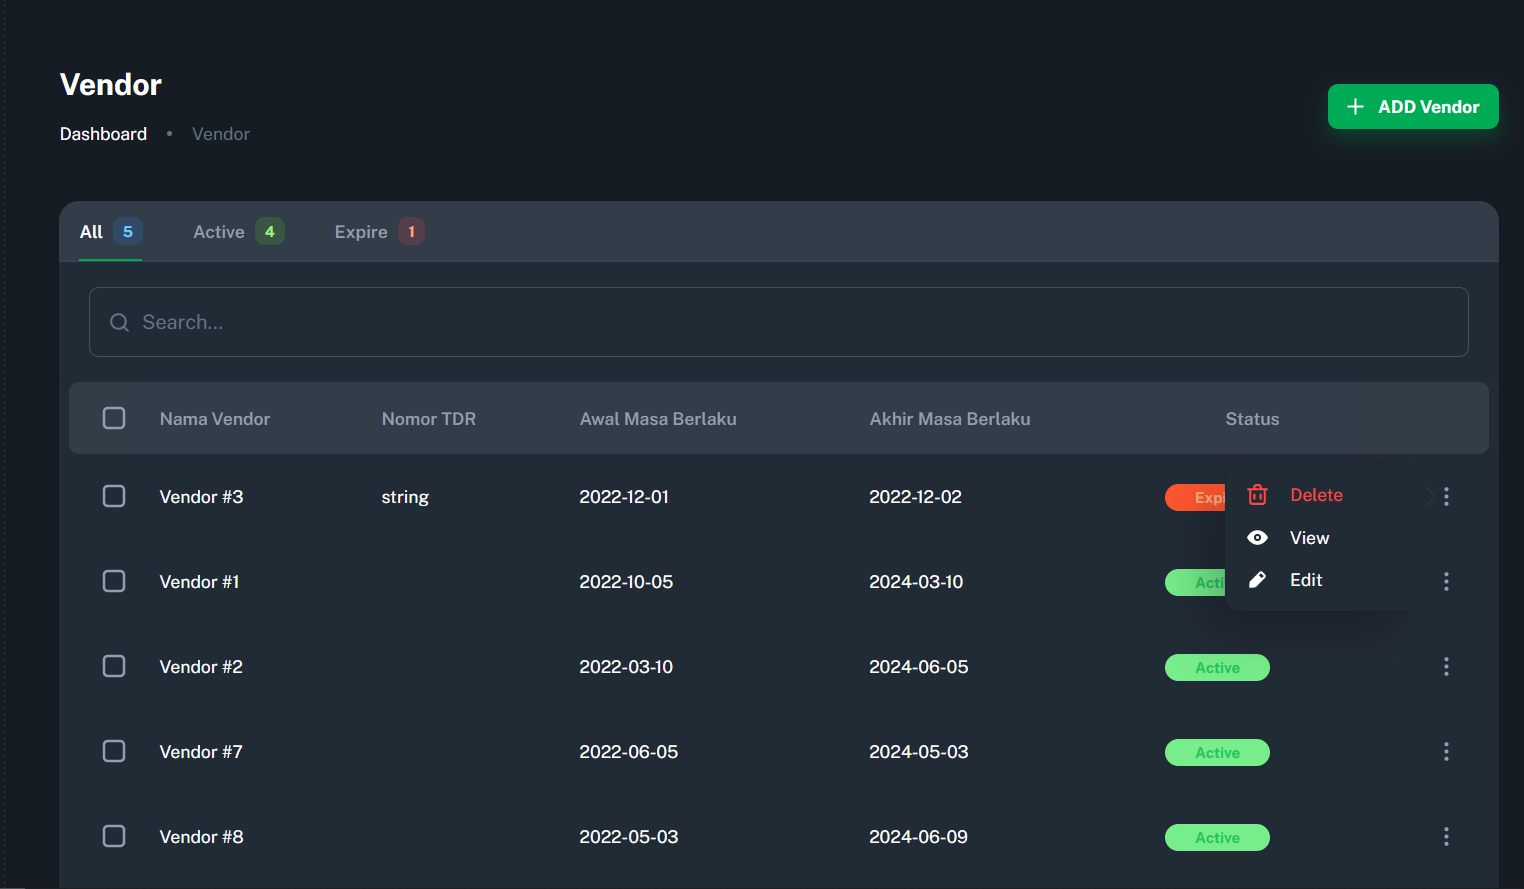 Vendor
Dashboard • Vendor
ADD Vendor
All 5 Active 4 Expire 1
Search...
Nama Vendor Nomor TDR Awal Masa Berlaku Akhir Masa Berlaku Status
Vendor #3 string 2022-12-01 2022-12-02 Expi
Delete
View
Edit
Vendor #1 2022-10-05 2024-03-10 Acti
Vendor #2 2022-03-10 2024-06-05 Active
Vendor #7 2022-06-05 2024-05-03 Active
Vendor #8 2022-05-03 2024-06-09 Active